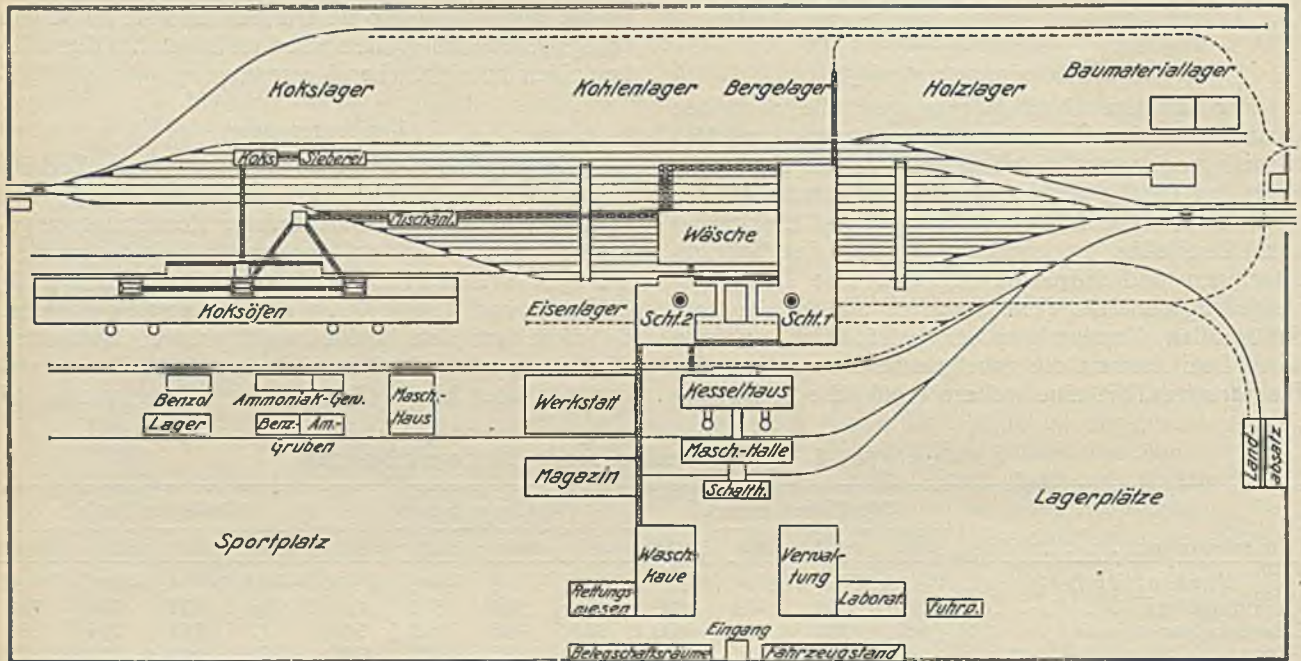 Kokslager
Kohlenlager
Bergelager
Holzlager
Baumateriallager
Koks
Sieberei
Mischanl.
Wäsche
Koksöfen
Eisenlager
Scht.2
Scht.1
Benzol
Lager
Ammoniak-Gew.
Benz.-
Am.-
Gruben
Masch.-
Haus
Werkstatt
Kesselhaus
Masch.-Halle
Schalth.
Magazin
Land-
absatz
Lagerplätze
Sportplatz
Wasch-
kaue
Verwal-
tung
Rettungs-
wesen
Laborat.
Fuhrp.
Eingang
Belegschaftsräume
Fahrzeugstand